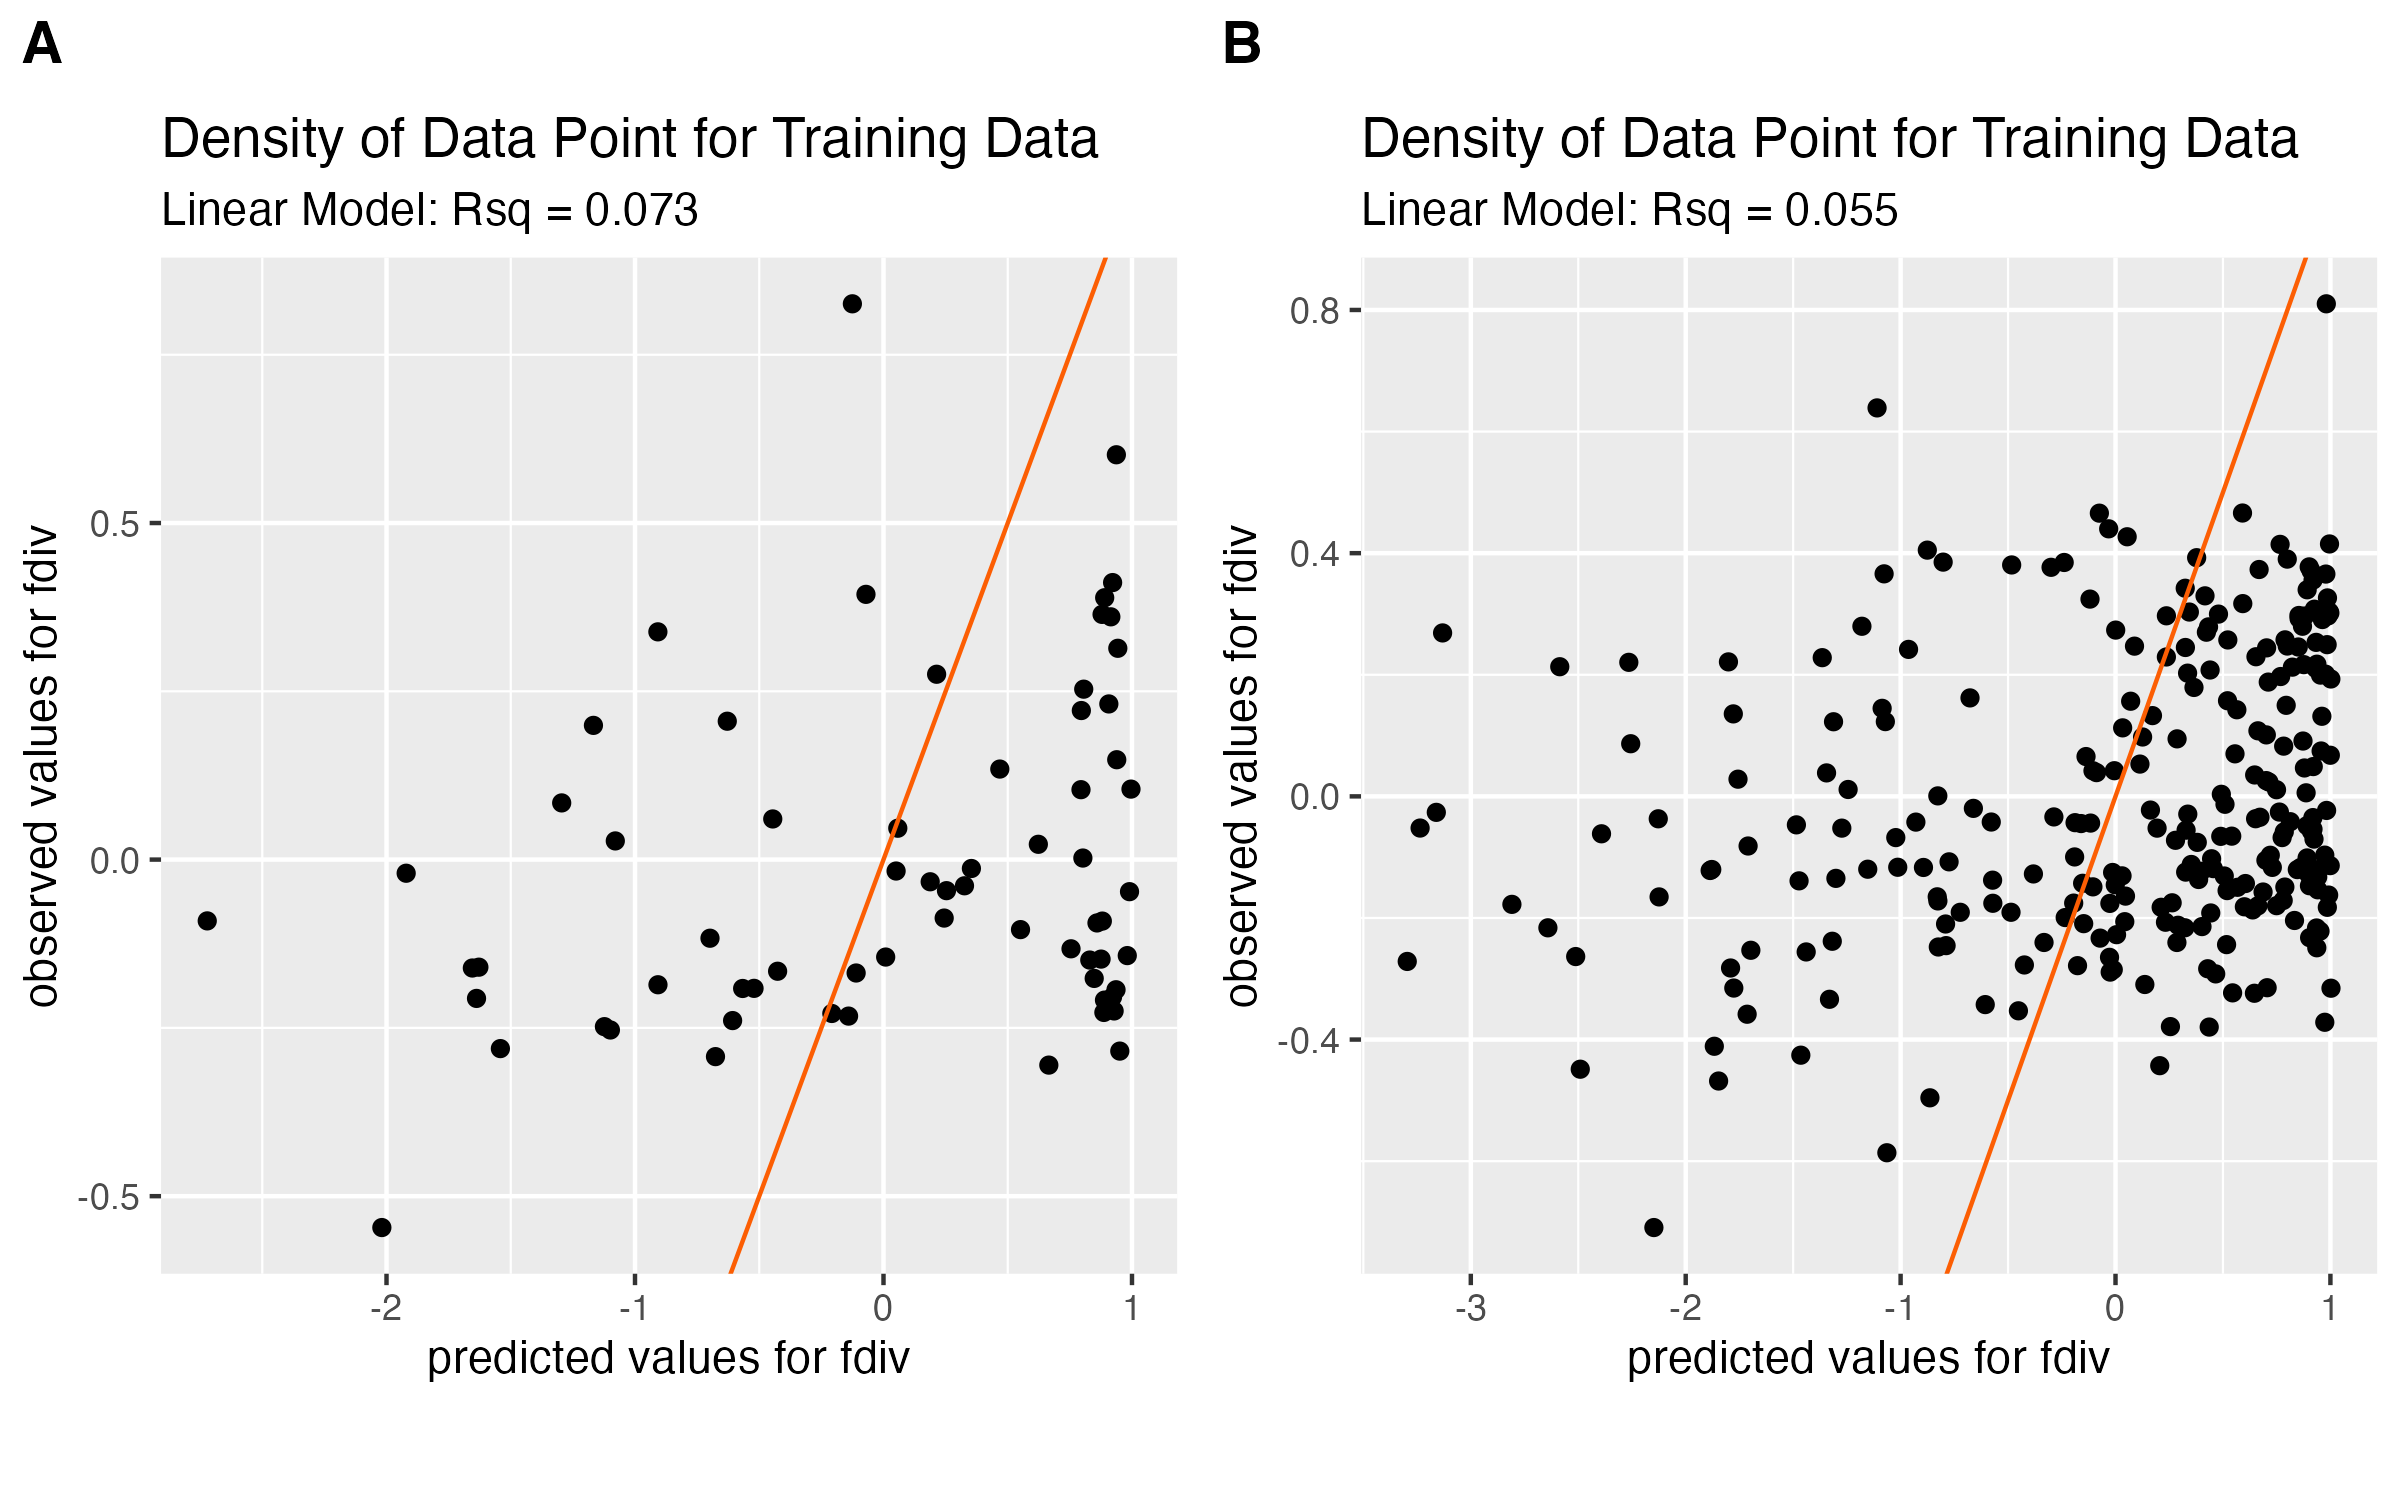 A
Density of Data Point for Training Data
Linear Model: Rsq = 0.073
observed values for fdiv
0.5
0.0
-0.5
-2 -1 0 1
predicted values for fdiv
B
Density of Data Point for Training Data
Linear Model: Rsq = 0.055
observed values for fdiv
0.8
0.4
0.0
-0.4
-3 -2 -1 0 1
predicted values for fdiv